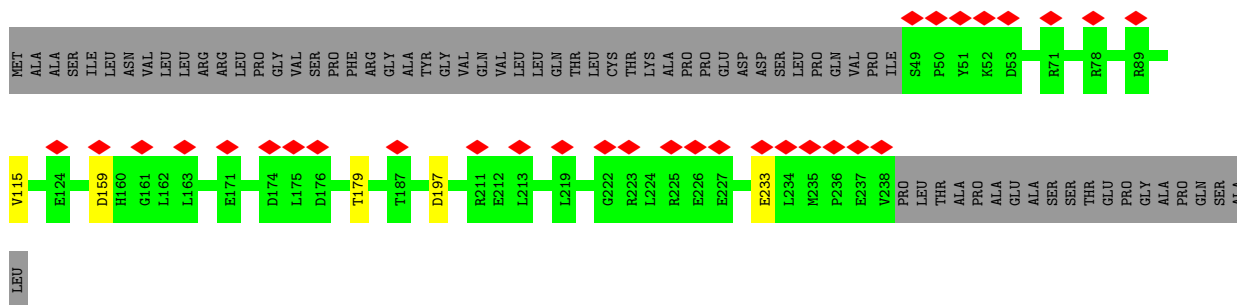 MET ALA ALA SER ILE LEU ASN VAL LEU LEU ARG ARG LEU PRO GLY VAL SER PRO PHE ARG GLY ALA TYR GLY VAL GLN VAL LEU LEU GLN THR LEU CYS THR LYS ALA PRO PRO GLU ASP ASP SER LEU PRO GLN VAL PRO ILE S49 P50 Y51 K52 D53 R71 R78 R89
V115 E124 D159 H160 G161 L162 L163 E171 D174 L175 D176 T179 T187 D197 R211 E212 L213 L219 G222 R223 L224 R225 E226 E227 E233 L234 M235 P236 E237 V238 PRO LEU THR ALA PRO ALA GLU ALA SER SER THR GLU PRO GLY ALA PRO GLN SER ALA
LEU